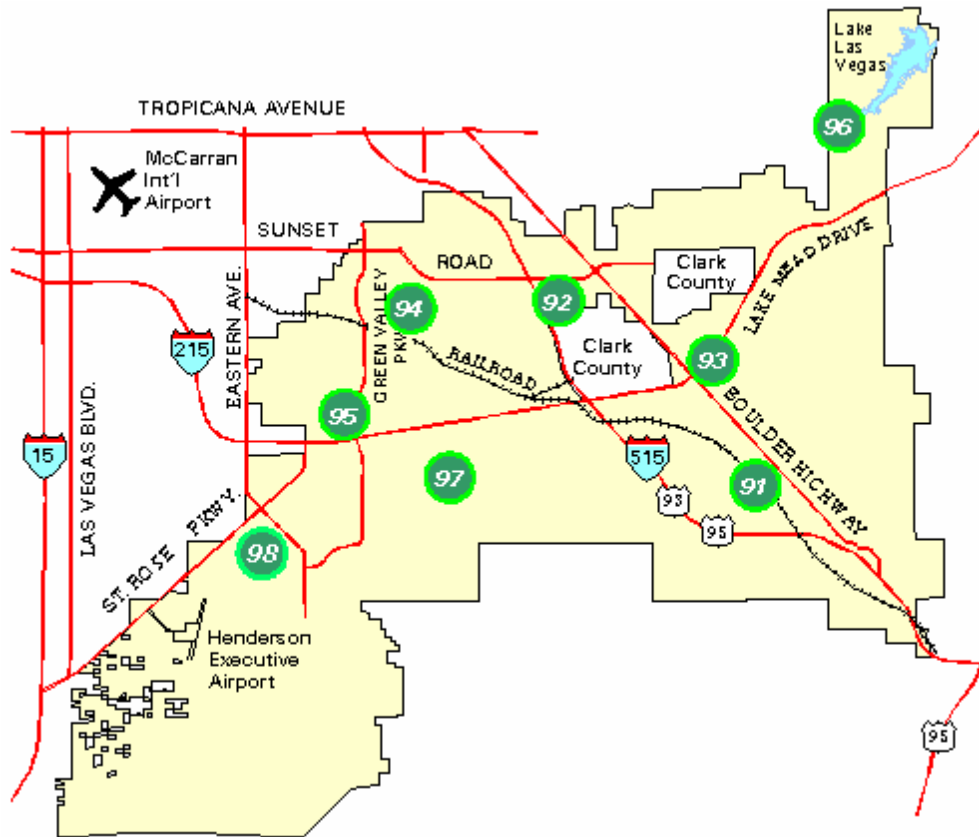 Lake
Las
Vegas
TROPICANA AVENUE
96
McCarran
Int'l
Airport
SUNSET
ROAD
Clark
County
LAKE MEAD DRIVE
EASTERN AVE.
GREEN VALLEY
PKWY.
94
92
215
RAILROAD
Clark
County
93
LAS VEGAS BLVD.
95
BOULDER HIGHWAY
15
515
97
91
93
95
ST. ROSE PKWY.
98
Henderson
Executive
Airport
95